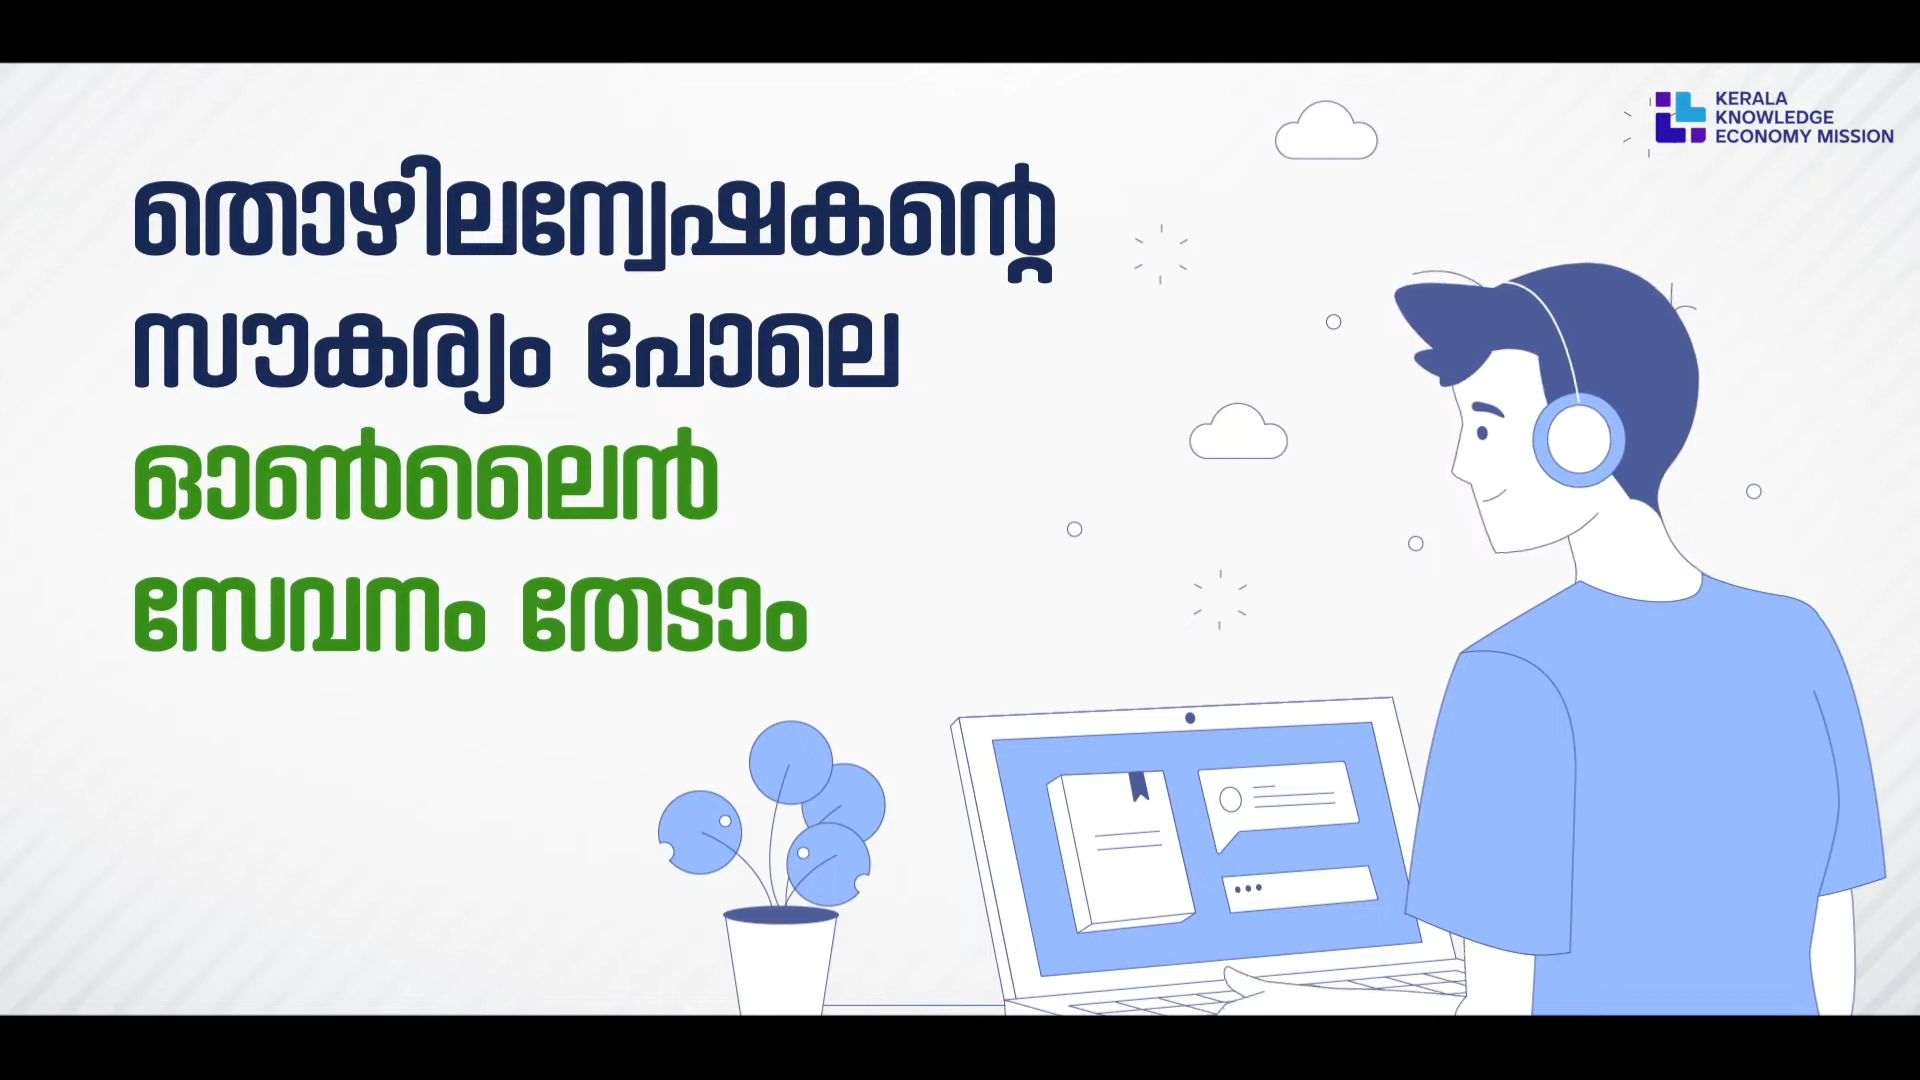 KERALA
KNOWLEDGE
ECONOMY MISSION
തൊഴിലന്വേഷകന്റെ
സൗകര്യം പോലെ
ഓൺലൈൻ
സേവനം തേടാം